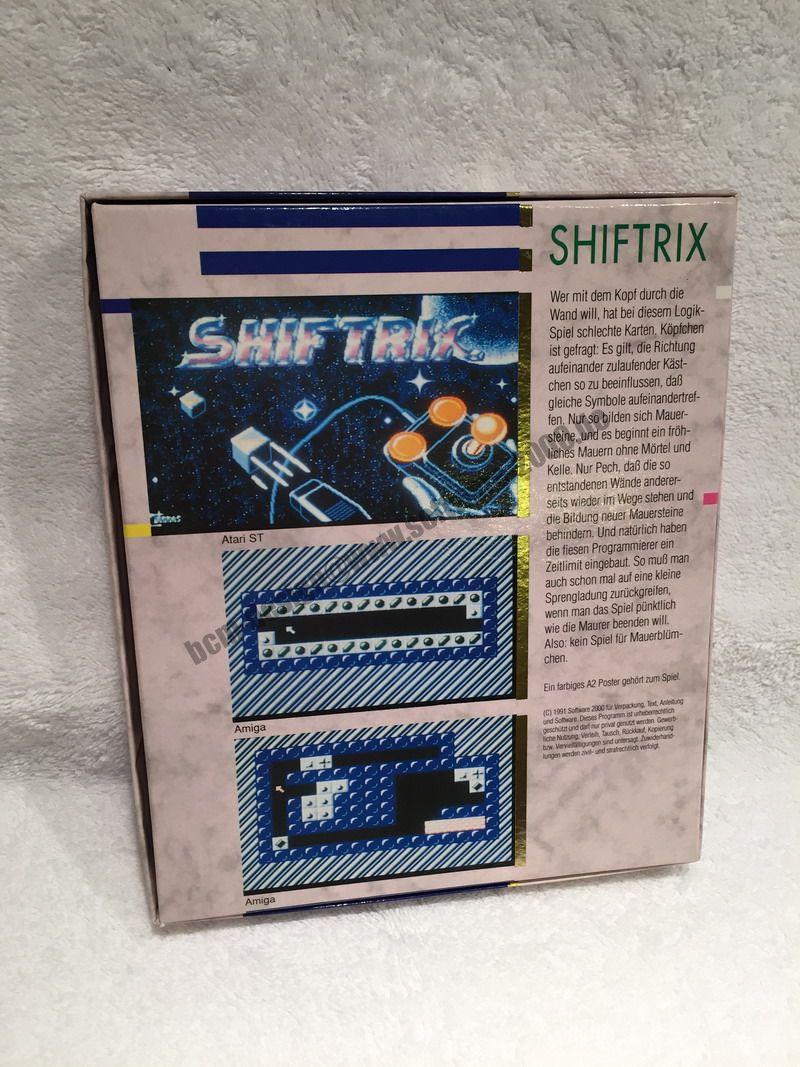 SHIFTRIX
Wer mit dem Kopf durch die
Wand will, hat bei diesem Logik-
Spiel schlechte Karten. Köpfchen
ist gefragt: Es gilt, die Richtung
aufeinander zulaufender Käst-
chen so zu beeinflussen, daß
gleiche Symbole aufeinandertref-
fen. Nur so bilden sich Mauer-
steine, und es beginnt ein fröh-
liches Mauern ohne Mörtel und
Kelle. Nur Pech, daß die so
entstandenen Wände anderer-
seits wieder im Wege stehen und
die Bildung neuer Mauersteine
behindern. Und natürlich haben
die fiesen Programmierer ein
Zeitlimit eingebaut. So muß man
auch schon mal auf eine kleine
Sprengladung zurückgreifen,
wenn man das Spiel pünktlich
wie die Maurer beenden will.
Also: kein Spiel für Mauerblüm-
chen.
Ein farbiges A2 Poster gehört zum Spiel.
(C) 1991 Software 2000 für Verpackung, Text, Anleitung
und Software. Dieses Programm ist urheberrechtlich
geschützt und darf nur privat genutzt werden. Gewerb-
liche Nutzung, Verleih, Tausch, Rückkauf, Kopierung
bzw. Vervielfältigungen sind untersagt. Zuwiderhand-
lungen werden zivil- und strafrechtlich verfolgt.
SHIFTRIX
Atari ST
Amiga
Amiga